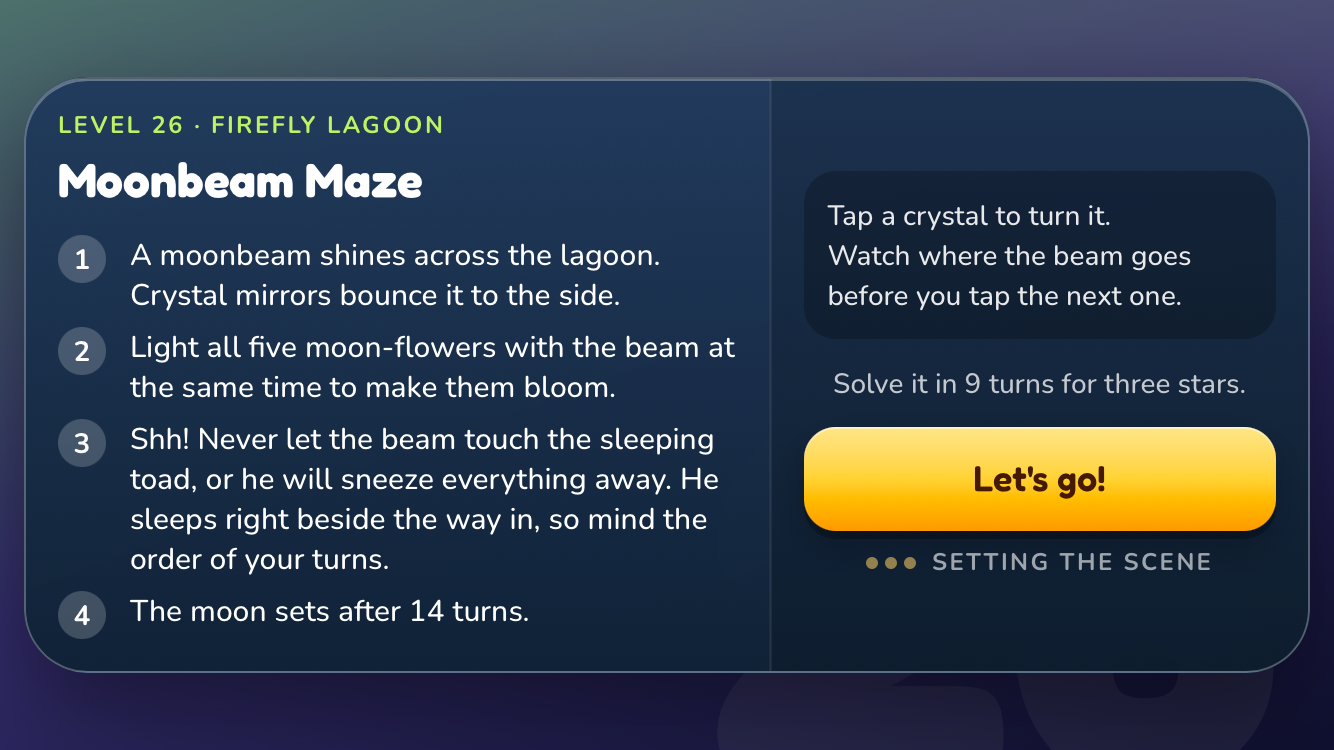 LEVEL 26 · FIREFLY LAGOON
Moonbeam Maze
1
A moonbeam shines across the lagoon.
Crystal mirrors bounce it to the side.
2
Light all five moon-flowers with the beam at
the same time to make them bloom.
3
Shh! Never let the beam touch the sleeping
toad, or he will sneeze everything away. He
sleeps right beside the way in, so mind the
order of your turns.
4
The moon sets after 14 turns.
Tap a crystal to turn it.
Watch where the beam goes
before you tap the next one.
Solve it in 9 turns for three stars.
Let's go!
SETTING THE SCENE